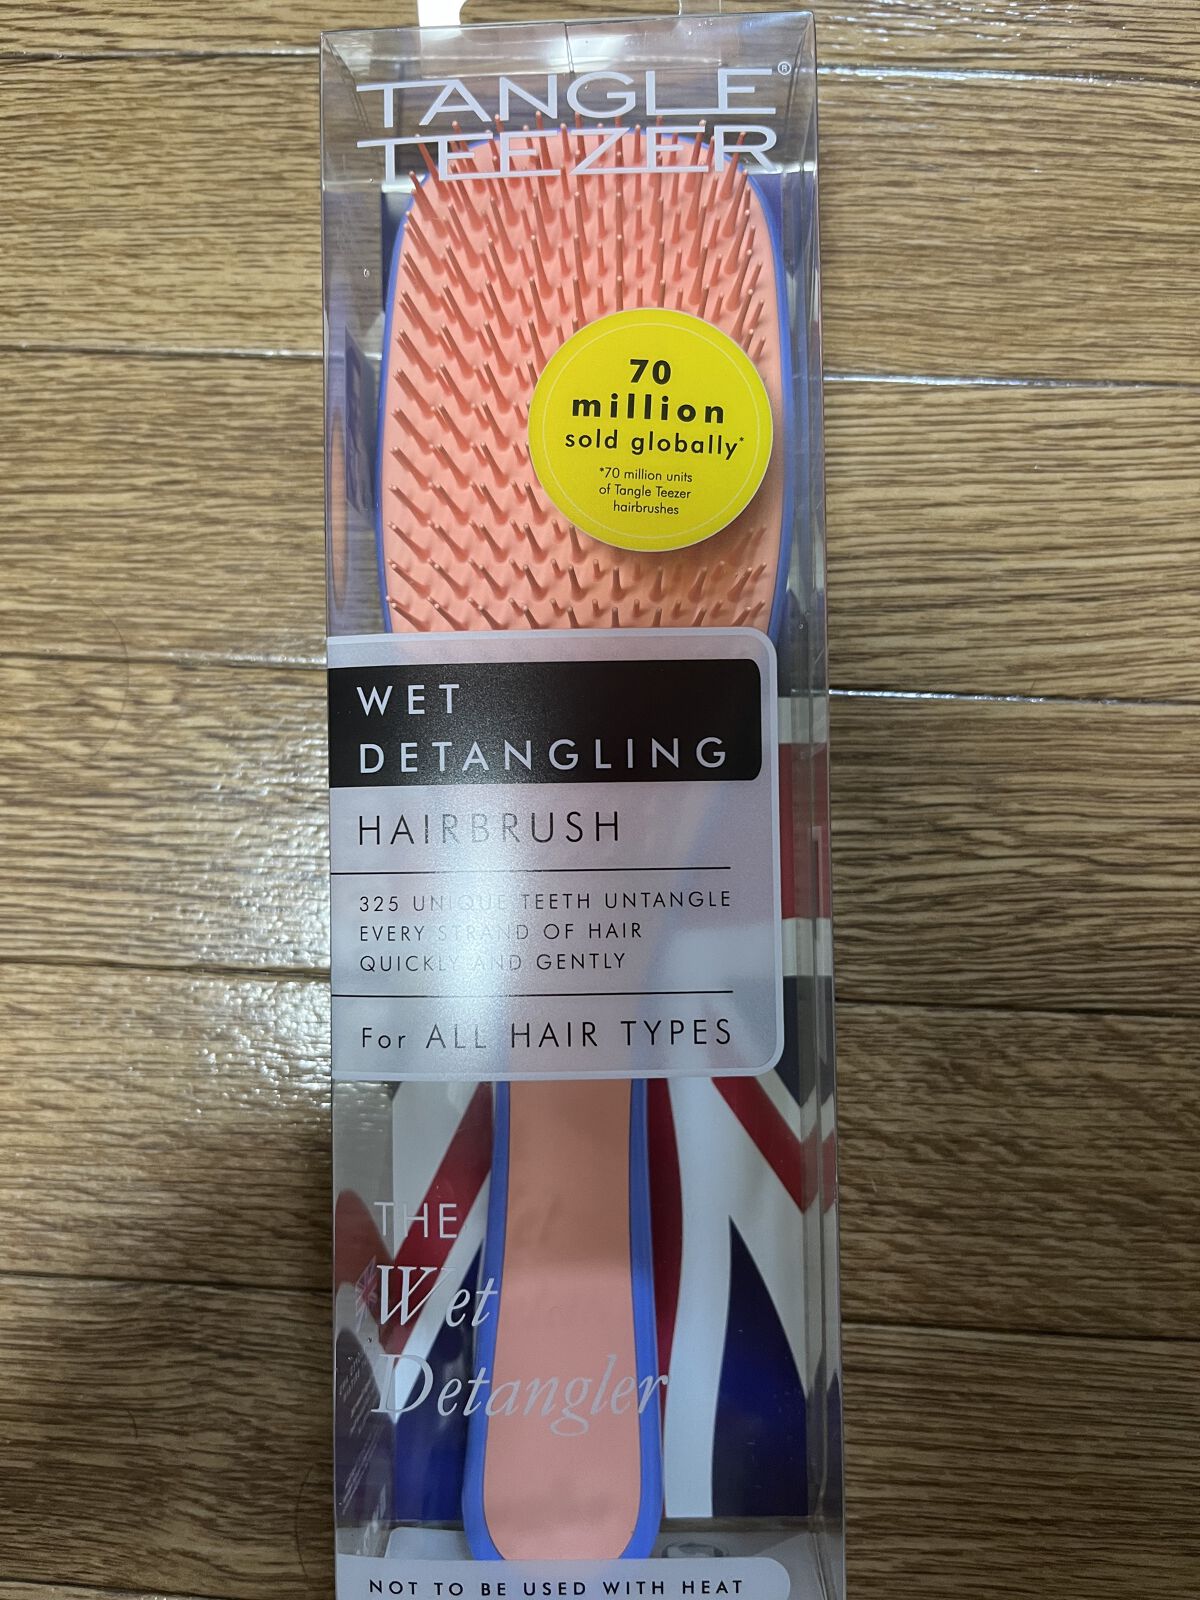 TANGLE
TEEZER®
70
million
sold globally*
*70 million units
of Tangle Teezer
hairbrushes
WET
DETANGLING
HAIRBRUSH
325 UNIQUE TEETH UNTANGLE
EVERY STRAND OF HAIR
QUICKLY AND GENTLY
For ALL HAIR TYPES
THE
Wet
Detangler
NOT TO BE USED WITH HEAT